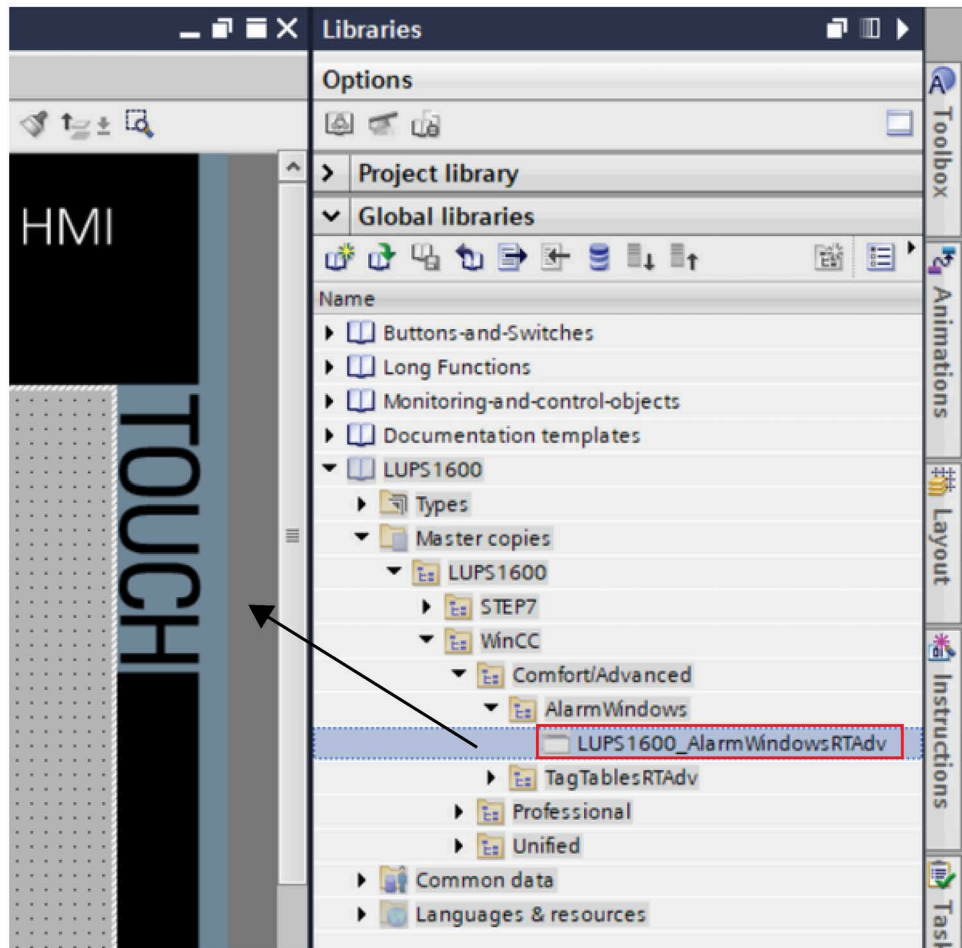 Libraries
Options
Project library
Global libraries
Name
Buttons-and-Switches
Long Functions
Monitoring-and-control-objects
Documentation templates
LUPS1600
Types
Master copies
LUPS1600
STEP7
WinCC
Comfort/Advanced
AlarmWindows
LUPS1600_AlarmWindowsRTAdv
TagTablesRTAdv
Professional
Unified
Common data
Languages & resources
HMI
TOUCH
Toolbox
Animations
Layout
Instructions
Task